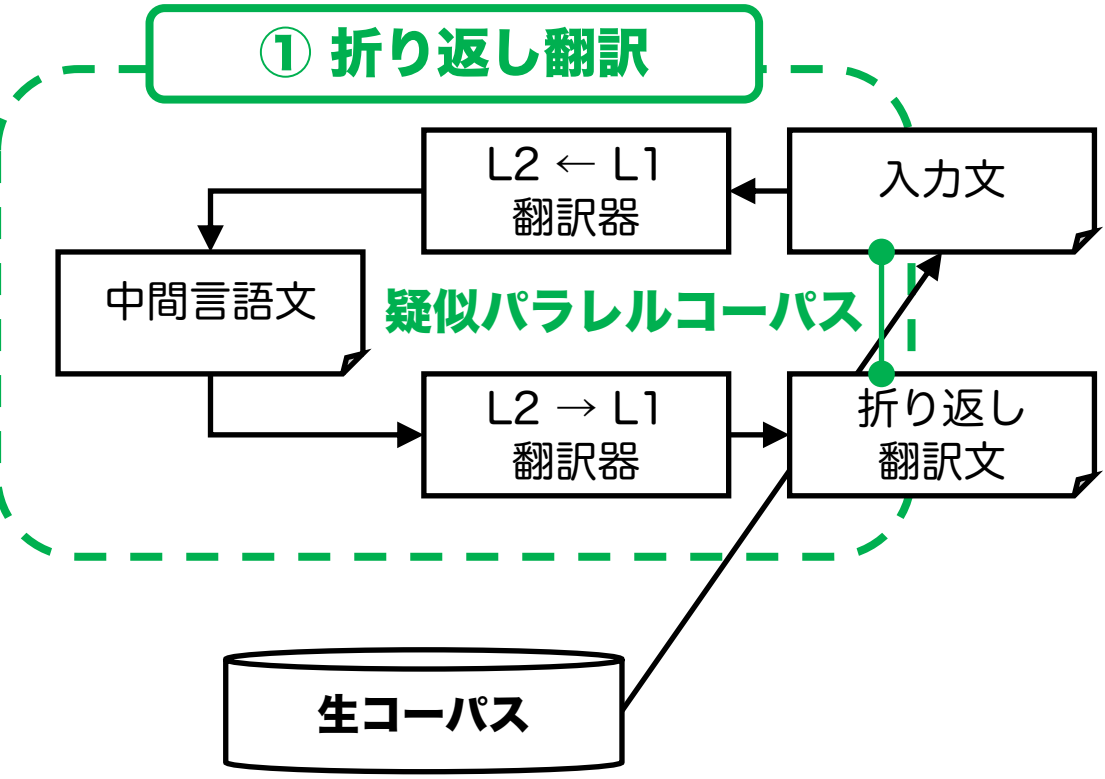 ① 折り返し翻訳
L2 ← L1
翻訳器
入力文
中間言語文
疑似パラレルコーパス
L2 → L1
翻訳器
折り返し
翻訳文
生コーパス